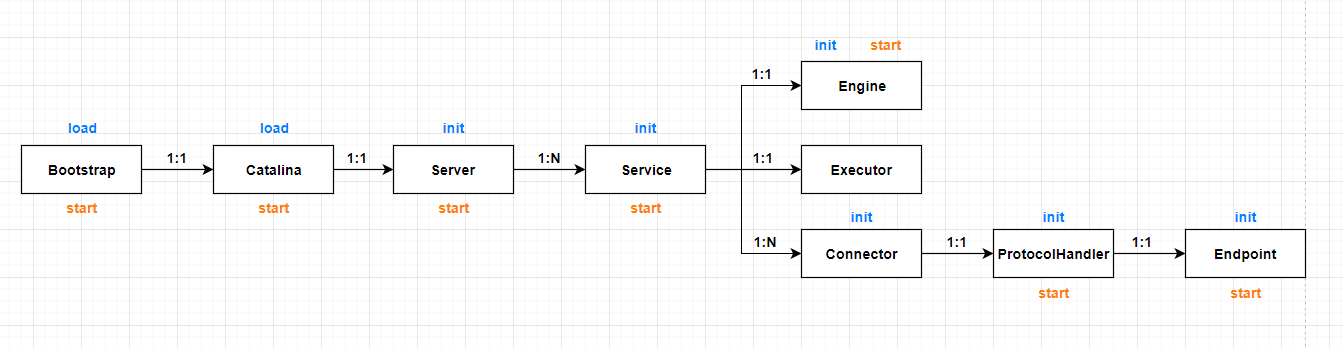 init start
1:1
Engine
load load init init
Bootstrap 1:1 Catalina 1:1 Server 1:N Service 1:1 Executor
start start start start
init init init
1:N Connector 1:1 ProtocolHandler 1:1 Endpoint
start start